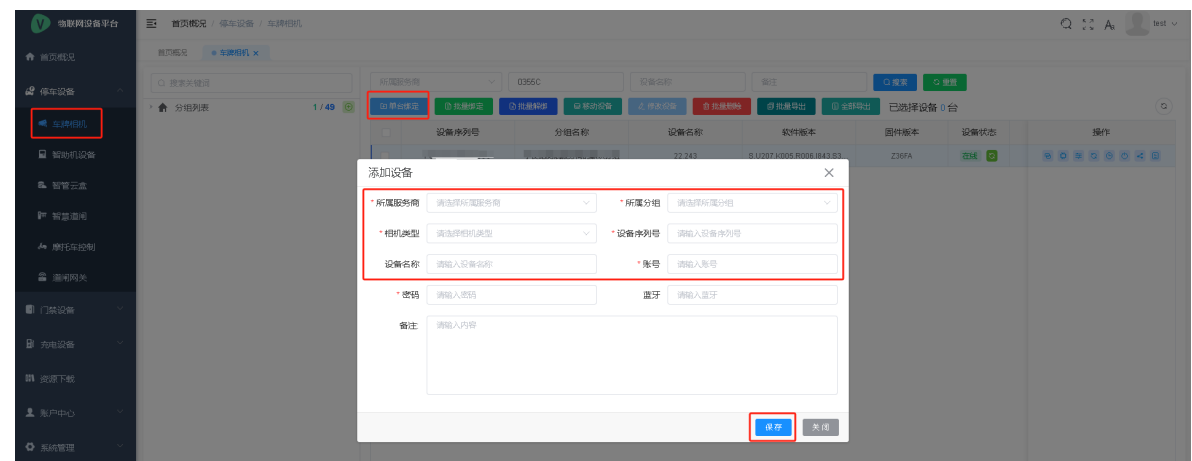 物联网设备平台
首页概况 / 停车设备 / 车牌相机
test
首页概况
车牌相机
首页概况
停车设备
车牌相机
智助机设备
智管云盒
智慧道闸
摩托车控制
道闸网关
门禁设备
充电设备
资源下载
账户中心
系统管理
搜索关键词
分组列表 1 / 49
所属服务商 0355C 设备名称 备注 搜索 重置
单台绑定 批量绑定 批量解绑 移动设备 修改设备 批量删除 批量导出 全部导出 已选择设备 0 台
设备序列号 分组名称 设备名称 软件版本 固件版本 设备状态 操作
22.243 S.U207.K005.R006.I843.S3. Z36FA 在线
添加设备
* 所属服务商 请选择所属服务商 * 所属分组 请选择所属分组
* 相机类型 请选择相机类型 * 设备序列号 请输入设备序列号
设备名称 请输入设备名称 * 账号 请输入账号
* 密码 请输入密码 蓝牙 请输入蓝牙
备注 请输入内容
保存 关闭